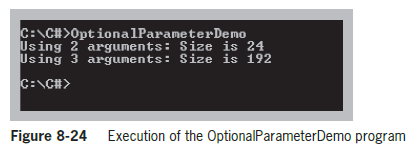 C:\C#>OptionalParameterDemo
Using 2 arguments: Size is 24
Using 3 arguments: Size is 192
C:\C#>
Figure 8-24 Execution of the OptionalParameterDemo program